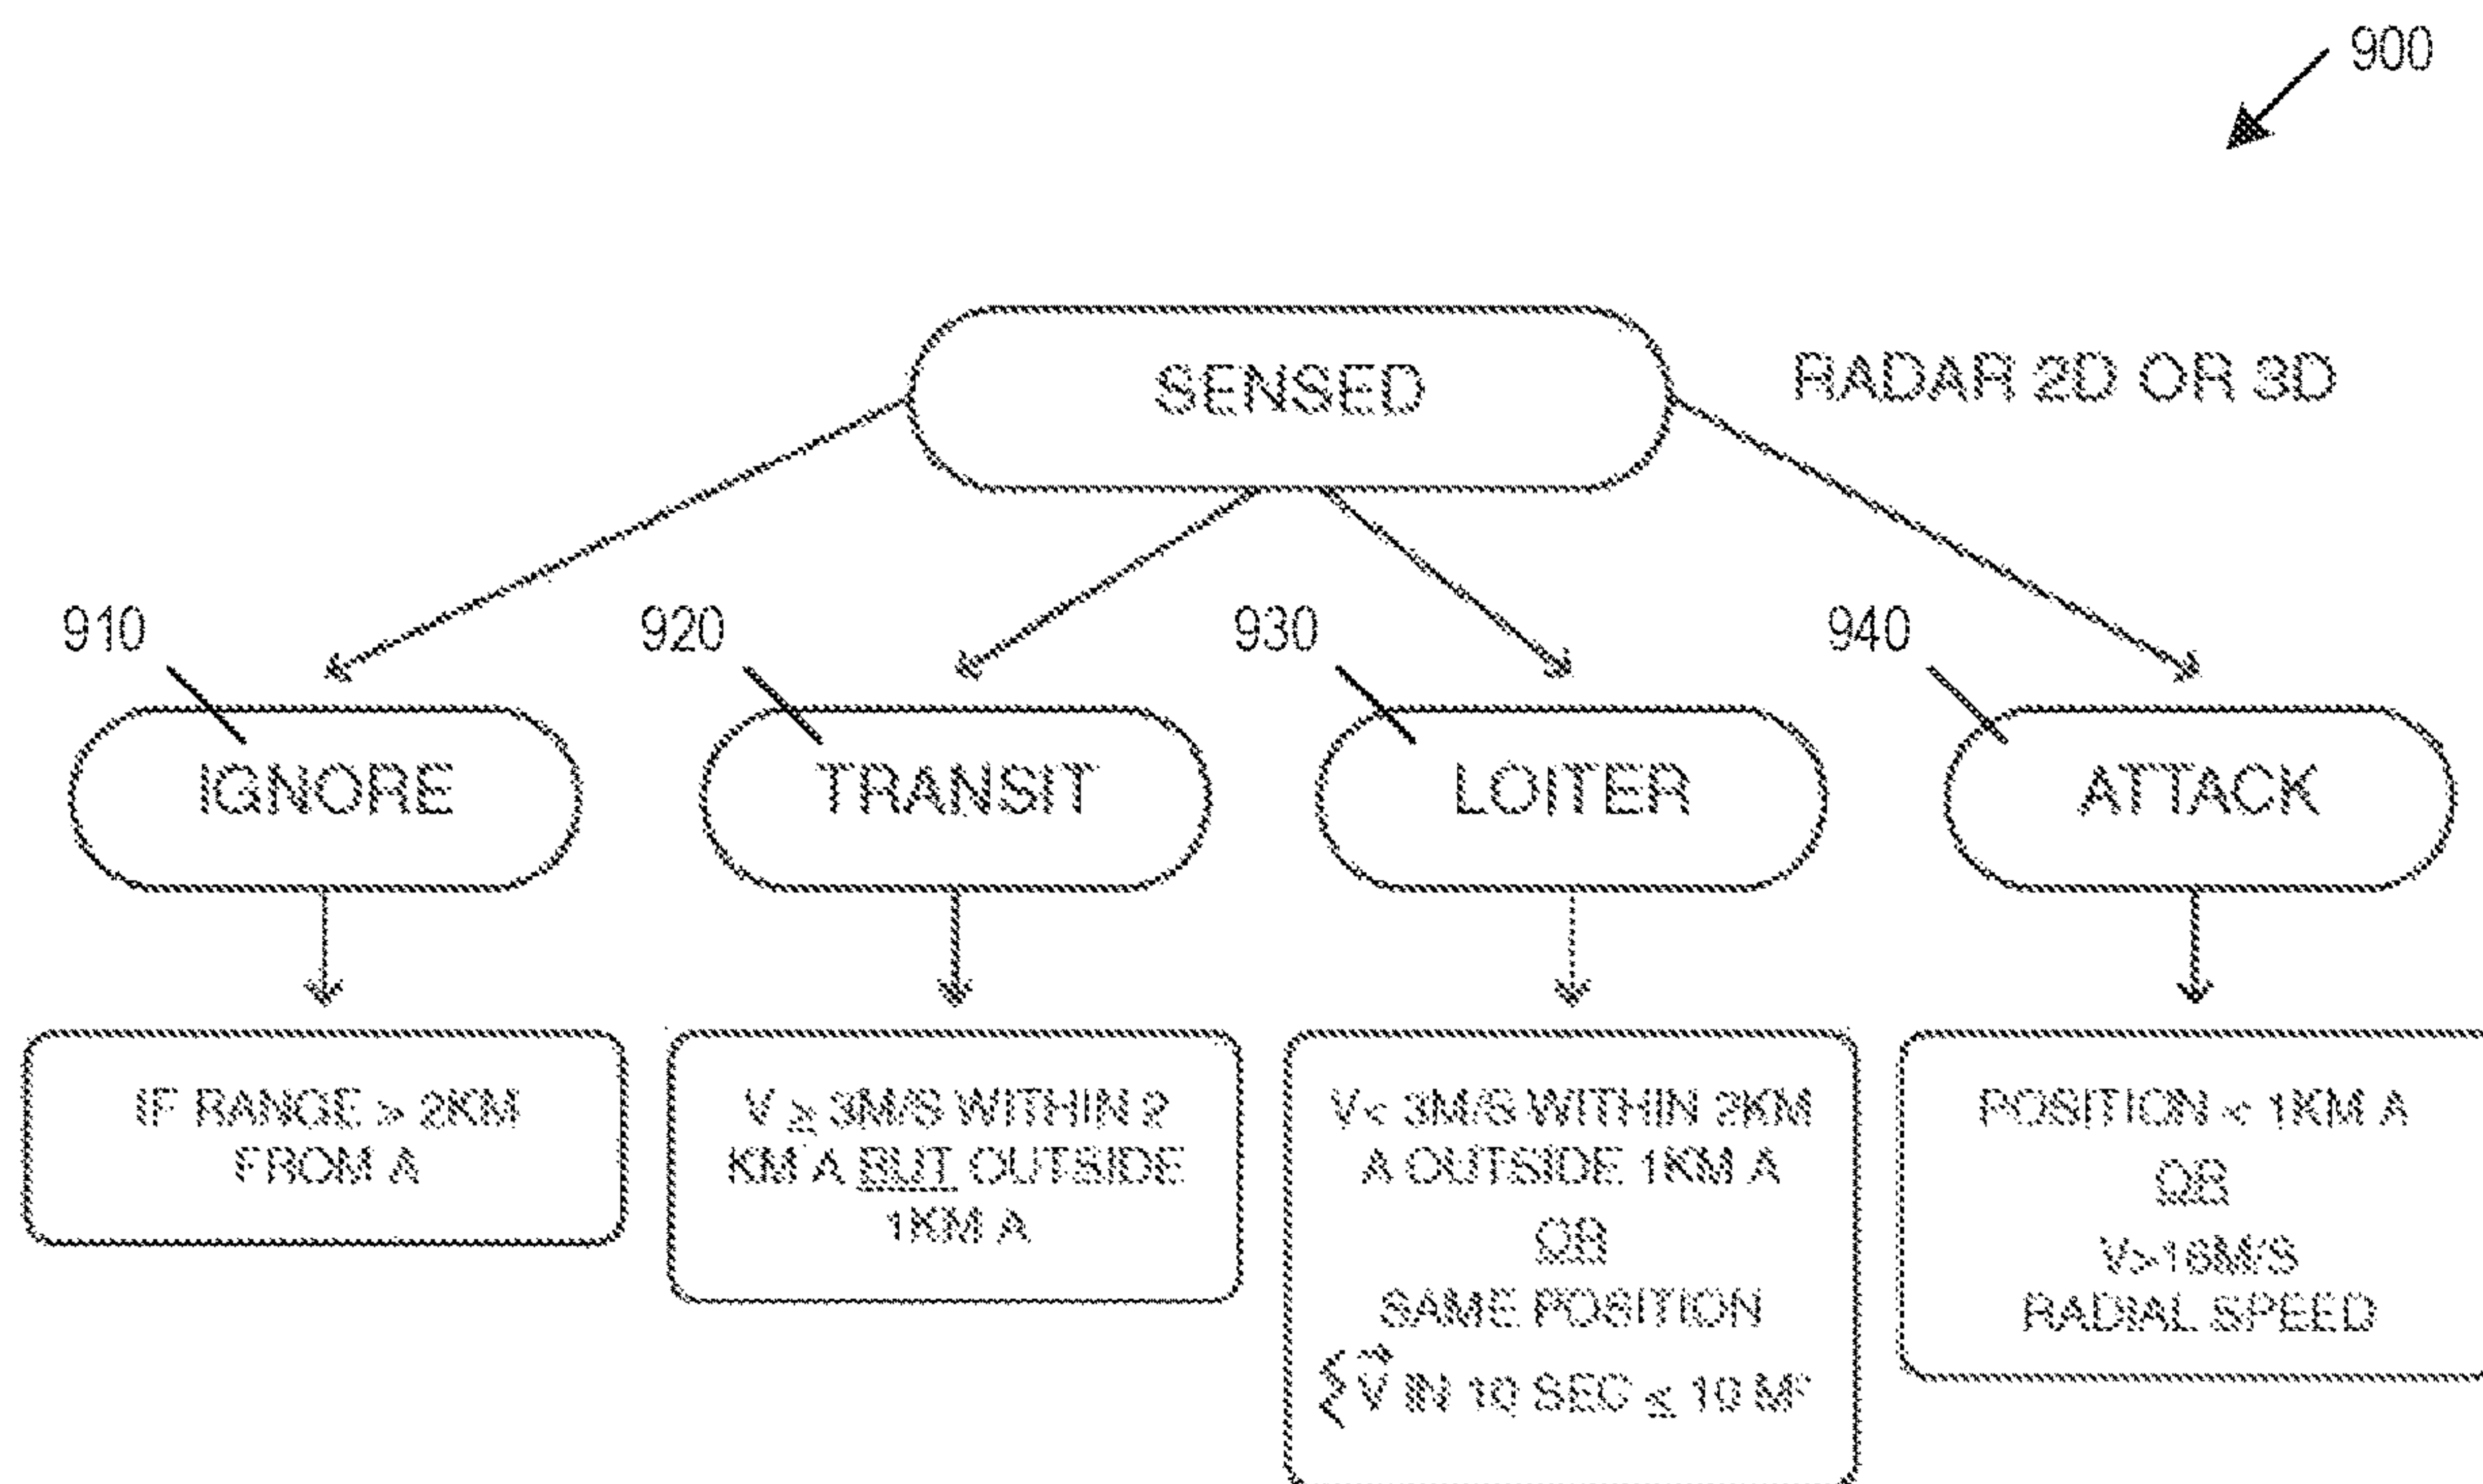 900
SENSED
RADAR 2D OR 3D
910
920
930
940
IGNORE
TRANSIT
LOITER
ATTACK
IF RANGE > 2KM
FROM A
V ≥ 3M/S WITHIN 2
KM A BUT OUTSIDE
1KM A
V < 3M/S WITHIN 2KM
A OUTSIDE 1KM A
OR
SAME POSITION
∑V⃗ IN 10 SEC ≤ 10
POSITION < 1KM A
OR
RADIAL SPEED